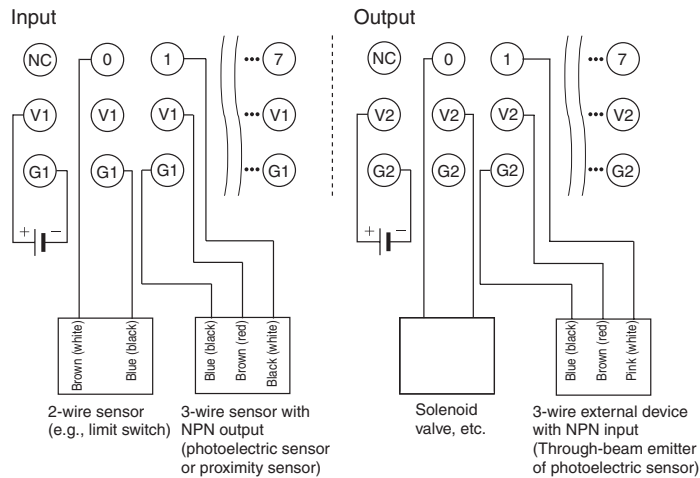 Input
Output
NC 0 1 ••• 7
NC 0 1 ••• 7
V1 V1 V1 ••• V1
V2 V2 V2 ••• V2
G1 G1 G1 ••• G1
G2 G2 G2 ••• G2
+ −
+ −
Brown (white)
Blue (black)
Blue (black)
Brown (red)
Black (white)
Blue (black)
Brown (red)
Pink (white)
2-wire sensor
(e.g., limit switch)
3-wire sensor with
NPN output
(photoelectric sensor
or proximity sensor)
Solenoid
valve, etc.
3-wire external device
with NPN input
(Through-beam emitter
of photoelectric sensor)